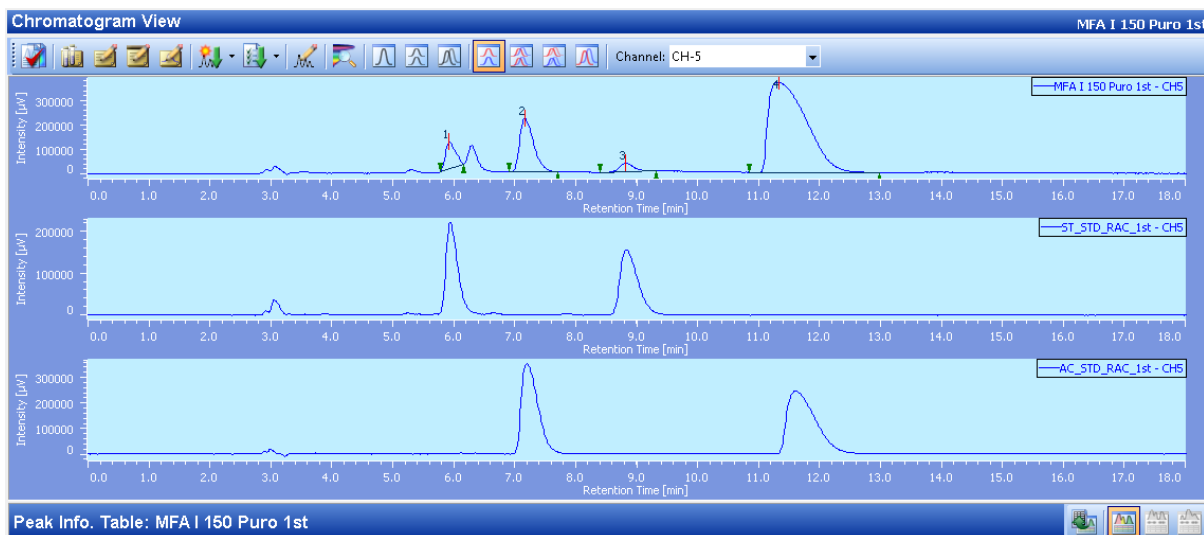 Chromatogram View MFA I 150 Puro 1st
Channel: CH-5
MFA I 150 Puro 1st - CH5
Intensity [µV]
300000
200000
100000
0
1
2
3
4
0.0 1.0 2.0 3.0 4.0 5.0 6.0 7.0 8.0 9.0 10.0 11.0 12.0 13.0 14.0 15.0 16.0 17.0 18.0
Retention Time [min]
ST_STD_RAC_1st - CH5
Intensity [µV]
200000
100000
0
0.0 1.0 2.0 3.0 4.0 5.0 6.0 7.0 8.0 9.0 10.0 11.0 12.0 13.0 14.0 15.0 16.0 17.0 18.0
Retention Time [min]
AC_STD_RAC_1st - CH5
Intensity [µV]
300000
200000
100000
0
0.0 1.0 2.0 3.0 4.0 5.0 6.0 7.0 8.0 9.0 10.0 11.0 12.0 13.0 14.0 15.0 16.0 17.0 18.0
Retention Time [min]
Peak Info. Table: MFA I 150 Puro 1st